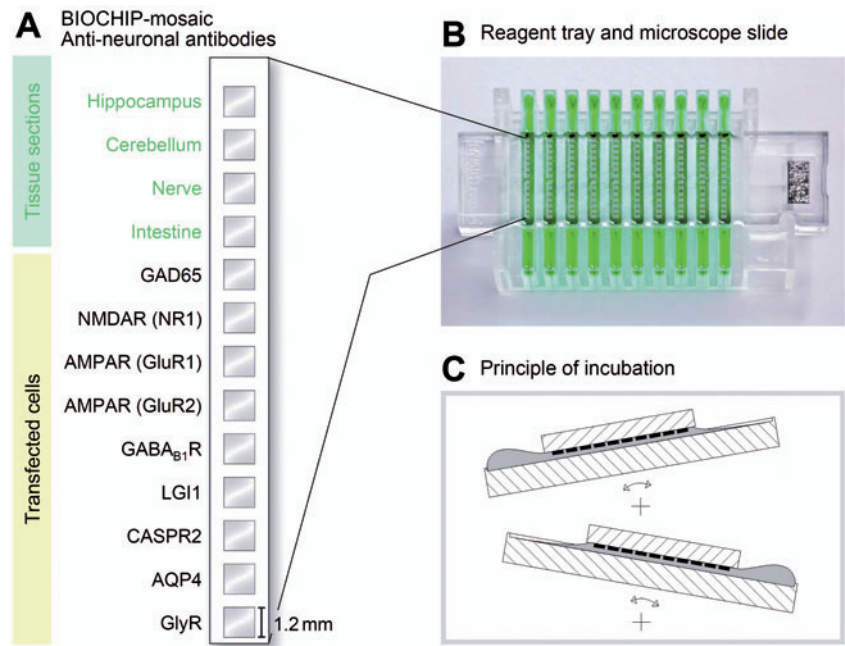 A
BIOCHIP-mosaic
Anti-neuronal antibodies
Tissue sections
Hippocampus
Cerebellum
Nerve
Intestine
Transfected cells
GAD65
NMDAR (NR1)
AMPAR (GluR1)
AMPAR (GluR2)
GABA_B1R
LGI1
CASPR2
AQP4
GlyR
1.2 mm
B
Reagent tray and microscope slide
C
Principle of incubation